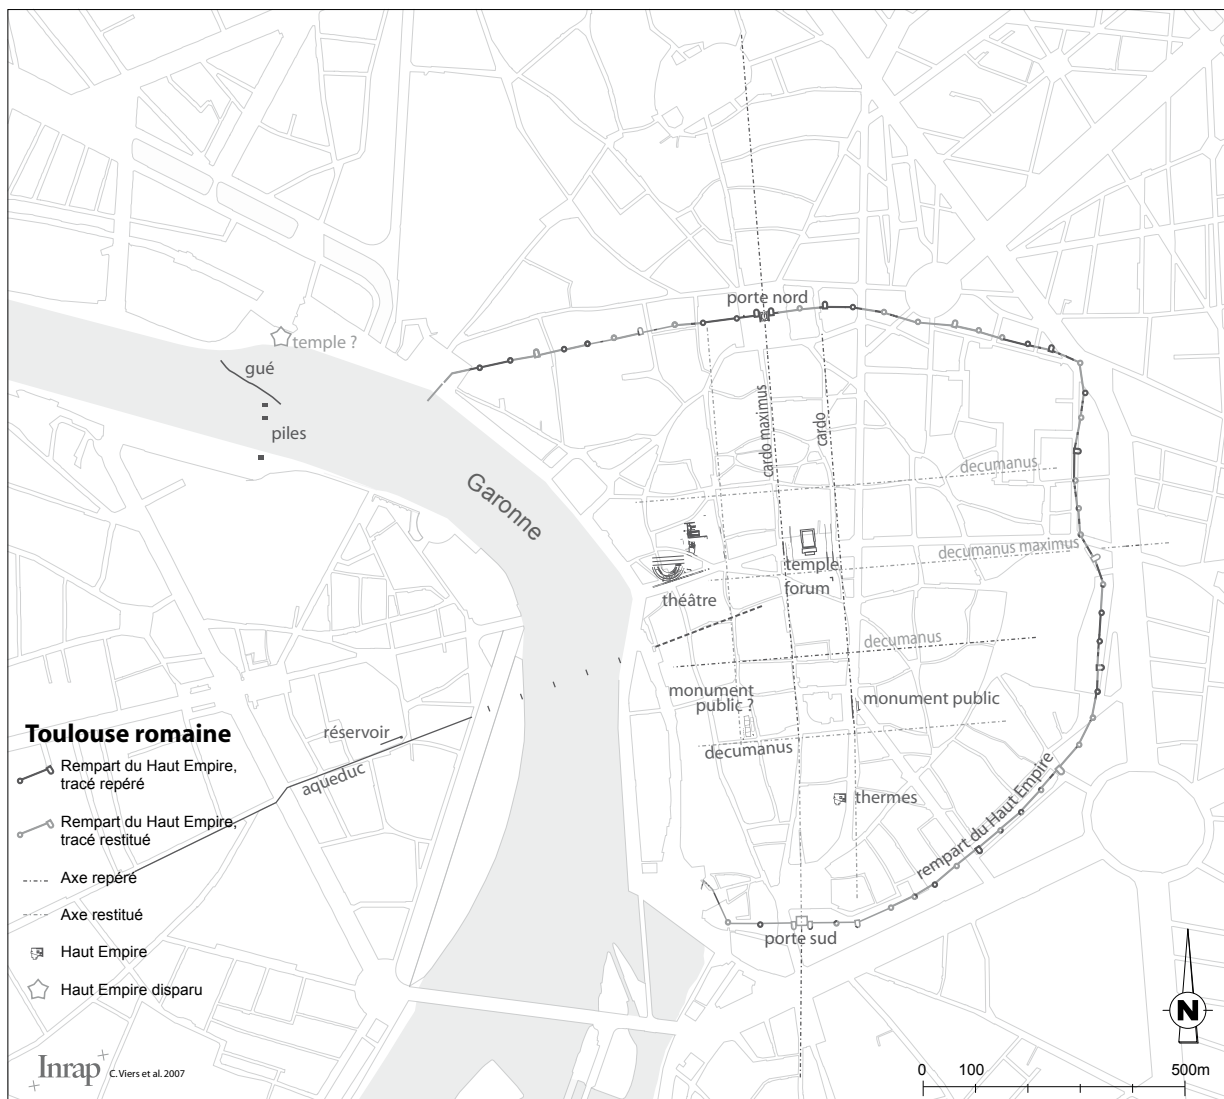 porte nord
temple ?
gué
piles
Garonne
cardo maximus
cardo
decumanus
decumanus maximus
temple
forum
théâtre
decumanus
monument
public ?
monument public
decumanus
réservoir
aqueduc
thermes
rempart du Haut Empire
porte sud
Toulouse romaine
Rempart du Haut Empire,
tracé repéré
Rempart du Haut Empire,
tracé restitué
Axe repéré
Axe restitué
Haut Empire
Haut Empire disparu
Inrap C. Viers et al. 2007
N
0 100 500m